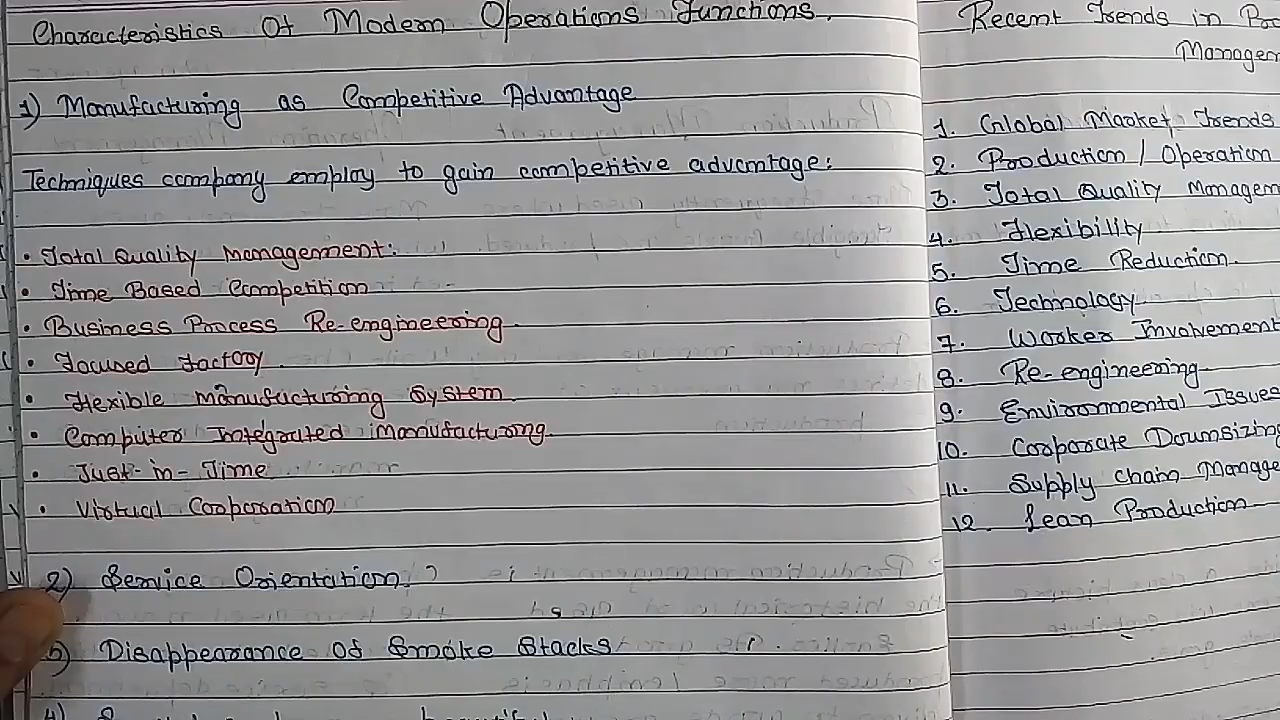 Characteristics Of Modern Operations Functions.
1) Manufacturing as Competitive Advantage
Techniques company employ to gain competitive advantage:
• Total Quality Management:
• Time Based Competition
• Business Process Re-engineering
• Focused Factory
• Flexible Manufacturing System
• Computer Integrated Manufacturing
• Just-in-Time
• Virtual Corporation
2) Service Orientation
3) Disappearance Of Smoke Stacks
4)
Recent Trends in
1. Global Market Trends
2. Production / Operation
3. Total Quality
4. Flexibility
5. Time Reduction.
6. Technology
7. Worker Involvement
8. Re-engineering
9. Environmental Issues
10. Corporate Downsizing
11. Supply Chain
12. Lean Production